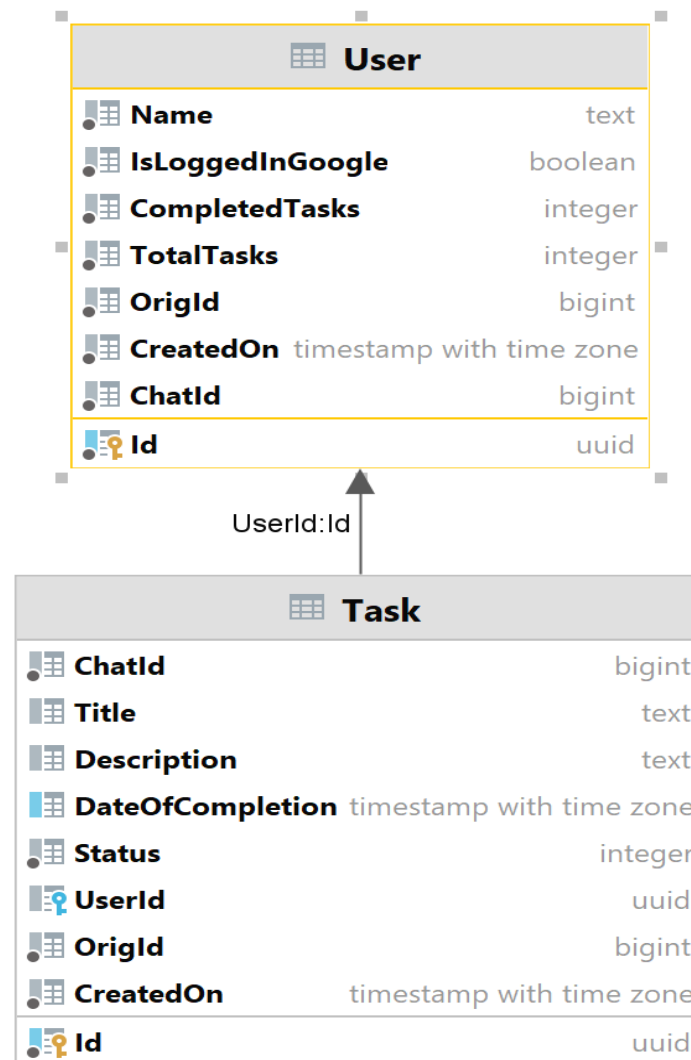 User
Name text
IsLoggedInGoogle boolean
CompletedTasks integer
TotalTasks integer
OrigId bigint
CreatedOn timestamp with time zone
ChatId bigint
Id uuid
UserId:Id
Task
ChatId bigint
Title text
Description text
DateOfCompletion timestamp with time zone
Status integer
UserId uuid
OrigId bigint
CreatedOn timestamp with time zone
Id uuid